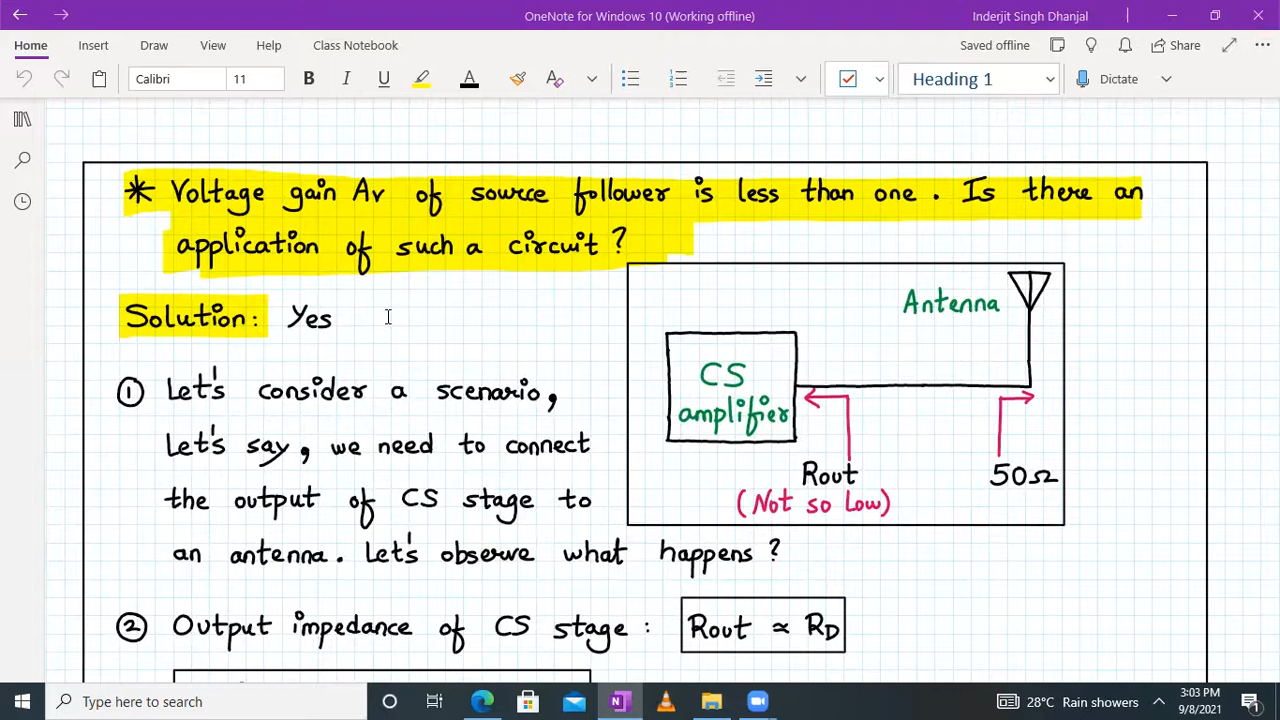 OneNote for Windows 10 (Working offline)
Inderjit Singh Dhanjal
Home Insert Draw View Help Class Notebook
Saved offline
Share
Calibri 11 B I U A
Heading 1
Dictate
* Voltage gain Av of source follower is less than one. Is there an
application of such a circuit?
Solution: Yes
Antenna
CS
amplifier
Rout
(Not so Low)
50Ω
① Let's consider a scenario,
Let's say, we need to connect
the output of CS stage to
an antenna. Let's observe what happens?
② Output impedance of CS stage: Rout ∝ RD
Type here to search
28°C Rain showers
3:03 PM
9/8/2021
1